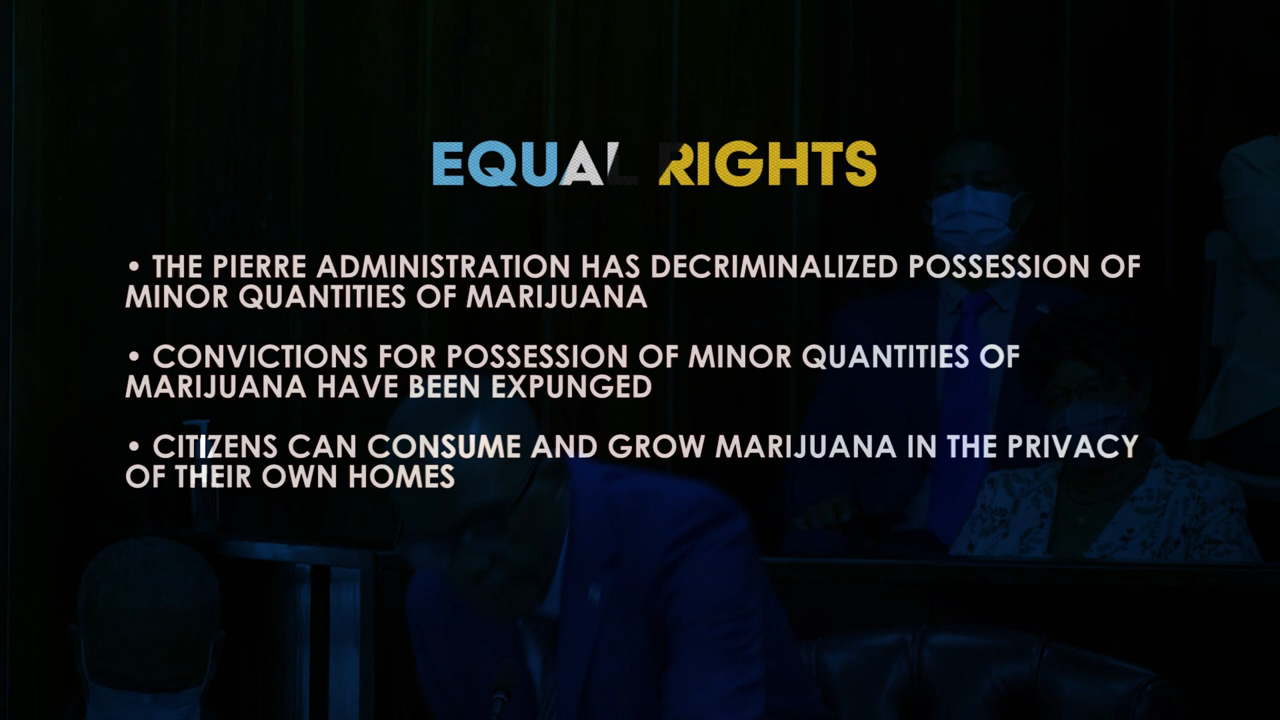 EQUAL RIGHTS
• THE PIERRE ADMINISTRATION HAS DECRIMINALIZED POSSESSION OF
MINOR QUANTITIES OF MARIJUANA
• CONVICTIONS FOR POSSESSION OF MINOR QUANTITIES OF
MARIJUANA HAVE BEEN EXPUNGED
• CITIZENS CAN CONSUME AND GROW MARIJUANA IN THE PRIVACY
OF THEIR OWN HOMES